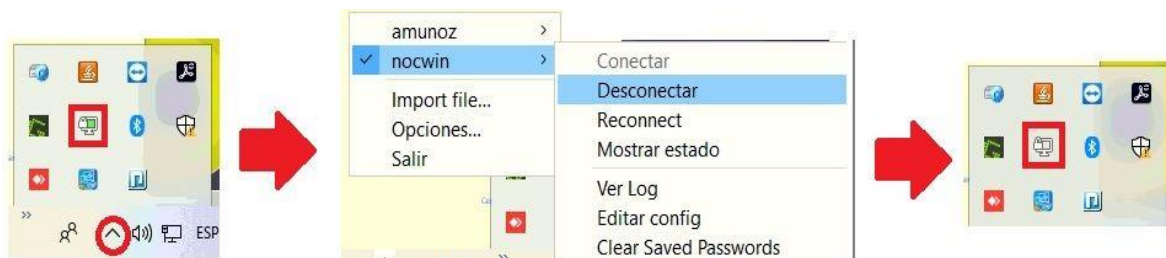 ESP
amunoz
nocwin
Import file...
Opciones...
Salir
Conectar
Desconectar
Reconnect
Mostrar estado
Ver Log
Editar config
Clear Saved Passwords